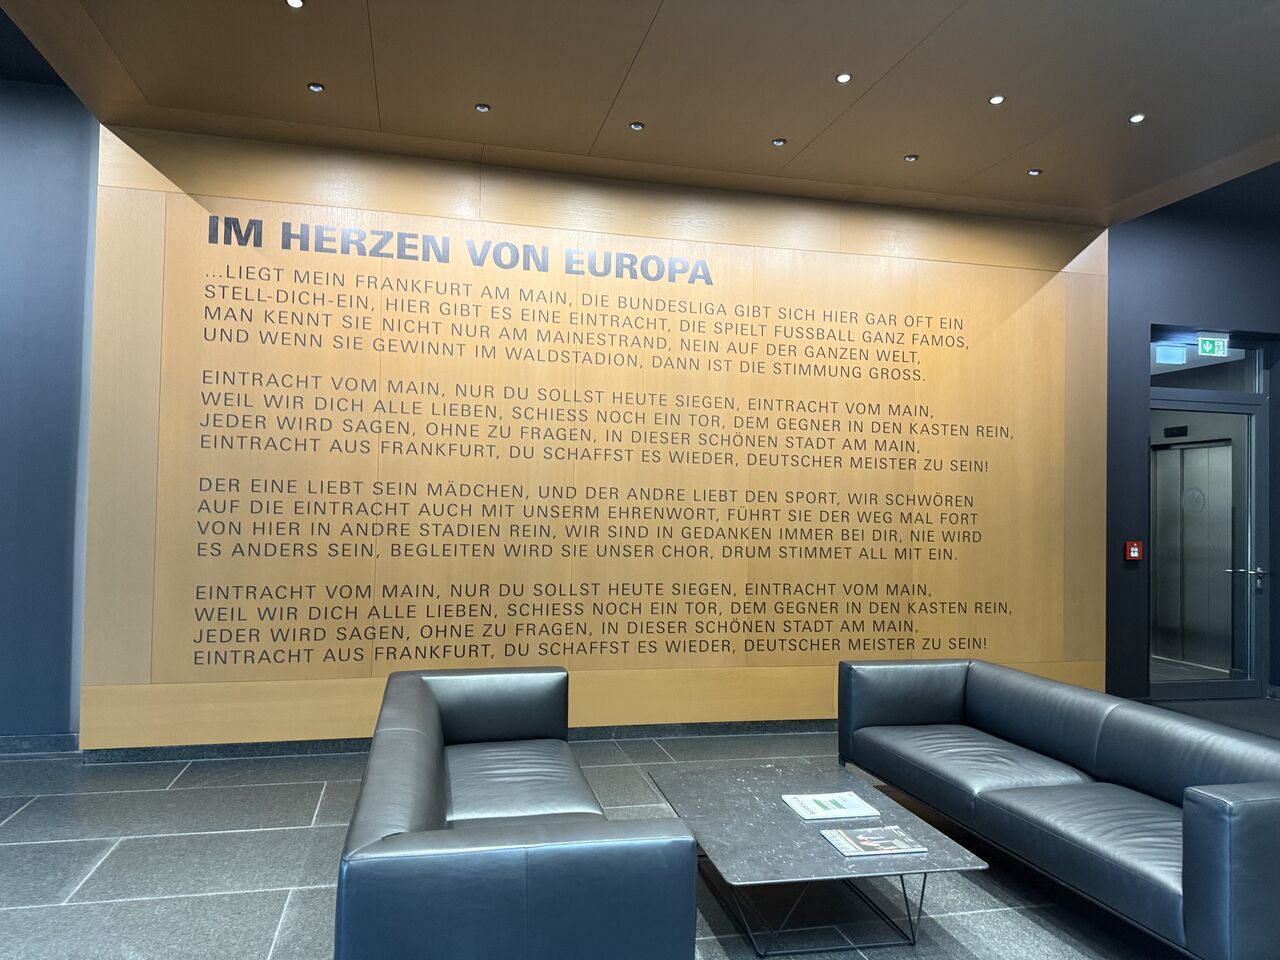 IM HERZEN VON EUROPA
...LIEGT MEIN FRANKFURT AM MAIN, DIE BUNDESLIGA GIBT SICH HIER GAR OFT EIN
STELL-DICH-EIN, HIER GIBT ES EINE EINTRACHT, DIE SPIELT FUSSBALL GANZ FAMOS,
MAN KENNT SIE NICHT NUR AM MAINESTRAND, NEIN AUF DER GANZEN WELT,
UND WENN SIE GEWINNT IM WALDSTADION, DANN IST DIE STIMMUNG GROSS.
EINTRACHT VOM MAIN, NUR DU SOLLST HEUTE SIEGEN, EINTRACHT VOM MAIN,
WEIL WIR DICH ALLE LIEBEN, SCHIESS NOCH EIN TOR, DEM GEGNER IN DEN KASTEN REIN,
JEDER WIRD SAGEN, OHNE ZU FRAGEN, IN DIESER SCHÖNEN STADT AM MAIN,
EINTRACHT AUS FRANKFURT, DU SCHAFFST ES WIEDER, DEUTSCHER MEISTER ZU SEIN!
DER EINE LIEBT SEIN MÄDCHEN, UND DER ANDRE LIEBT DEN SPORT, WIR SCHWÖREN
AUF DIE EINTRACHT AUCH MIT UNSERM EHRENWORT, FÜHRT SIE DER WEG MAL FORT
VON HIER IN ANDRE STADIEN REIN, WIR SIND IN GEDANKEN IMMER BEI DIR, NIE WIRD
ES ANDERS SEIN, BEGLEITEN WIRD SIE UNSER CHOR, DRUM STIMMET ALL MIT EIN.
EINTRACHT VOM MAIN, NUR DU SOLLST HEUTE SIEGEN, EINTRACHT VOM MAIN,
WEIL WIR DICH ALLE LIEBEN, SCHIESS NOCH EIN TOR, DEM GEGNER IN DEN KASTEN REIN,
JEDER WIRD SAGEN, OHNE ZU FRAGEN, IN DIESER SCHÖNEN STADT AM MAIN,
EINTRACHT AUS FRANKFURT, DU SCHAFFST ES WIEDER, DEUTSCHER MEISTER ZU SEIN!